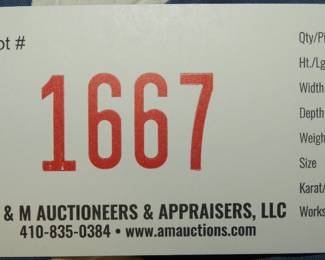 ot #
1667
& M AUCTIONEERS & APPRAISERS, LLC
410-835-0384 • www.amauctions.com
Qty/Pi
Ht./Lg
Width
Depth
Weigh
Size
Karat/
Works